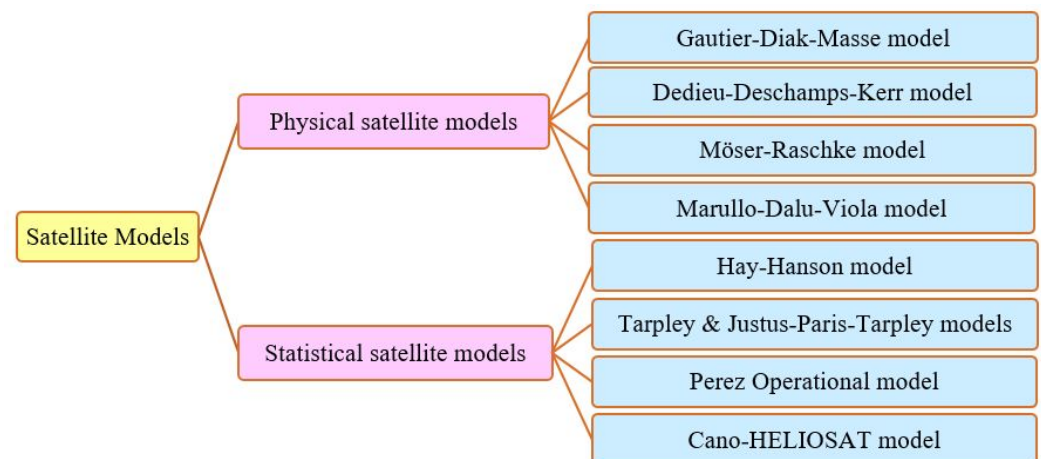 Satellite Models
Physical satellite models
Gautier-Diak-Masse model
Dedieu-Deschamps-Kerr model
Möser-Raschke model
Marullo-Dalu-Viola model
Statistical satellite models
Hay-Hanson model
Tarpley & Justus-Paris-Tarpley models
Perez Operational model
Cano-HELIOSAT model